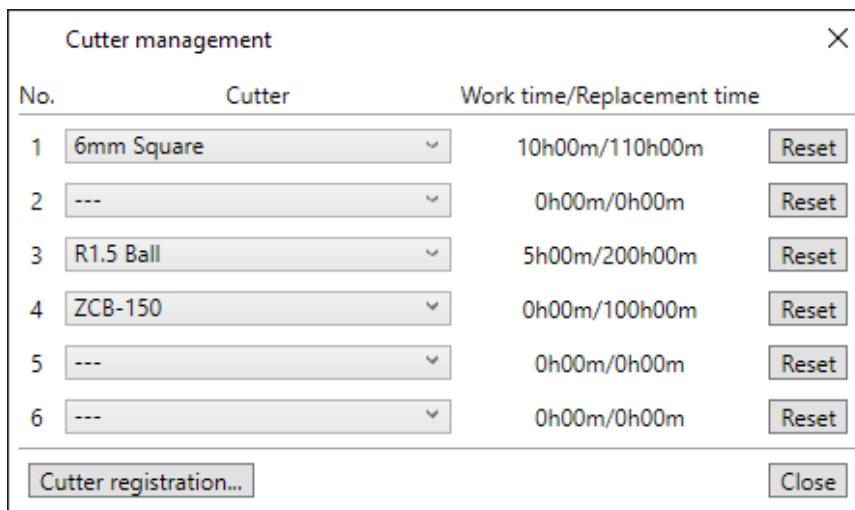 Cutter management
No. Cutter Work time/Replacement time
1 6mm Square 10h00m/110h00m Reset
2 --- 0h00m/0h00m Reset
3 R1.5 Ball 5h00m/200h00m Reset
4 ZCB-150 0h00m/100h00m Reset
5 --- 0h00m/0h00m Reset
6 --- 0h00m/0h00m Reset
Cutter registration... Close